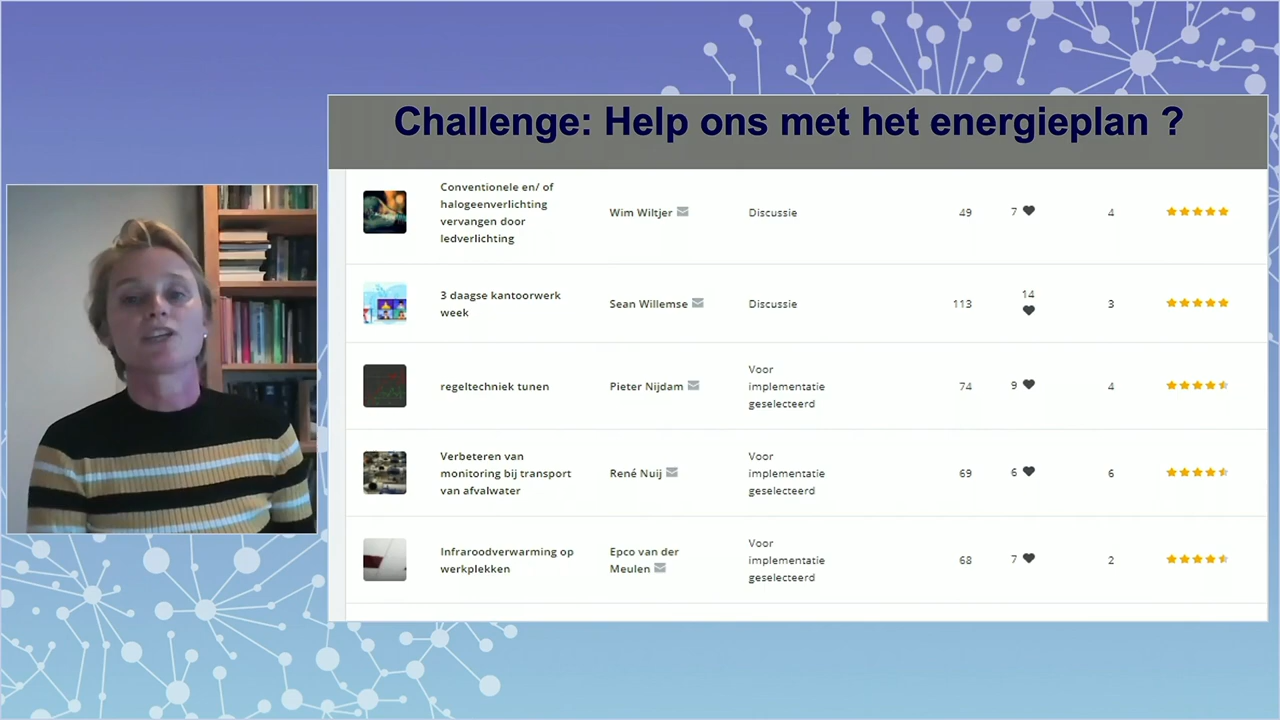 Challenge: Help ons met het energieplan ?
Conventionele en/ of
halogeenverlichting
vervangen door
ledverlichting
Wim Wiltjer
Discussie
49
7
4
3 daagse kantoorwerk
week
Sean Willemse
Discussie
113
14
3
regeltechniek tunen
Pieter Nijdam
Voor
implementatie
geselecteerd
74
9
4
Verbeteren van
monitoring bij transport
van afvalwater
René Nuij
Voor
implementatie
geselecteerd
69
6
6
Infraroodverwarming op
werkplekken
Epco van der
Meulen
Voor
implementatie
geselecteerd
68
7
2